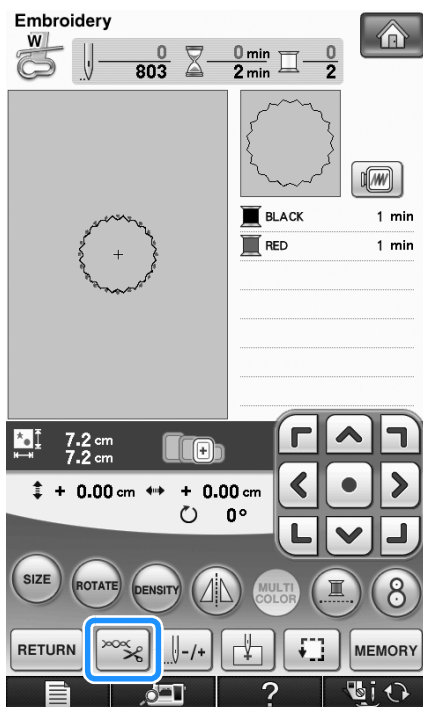 Embroidery
W
0 0 min 0
803 2 min 2
BLACK 1 min
RED 1 min
7.2 cm
7.2 cm
+ 0.00 cm + 0.00 cm
0°
SIZE ROTATE DENSITY MULTI COLOR
RETURN -/+ MEMORY
?